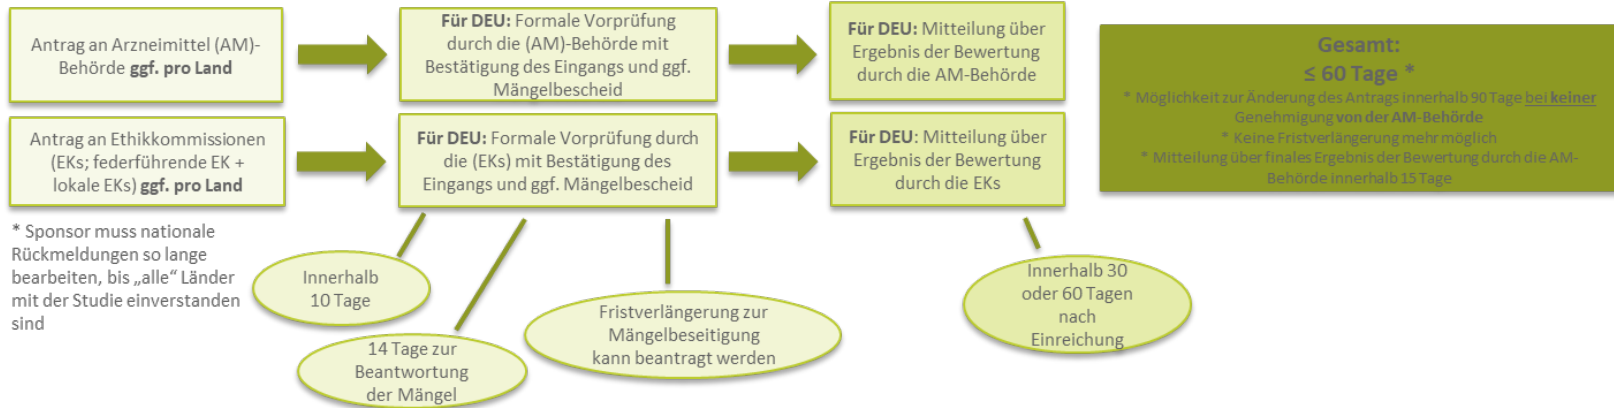 Antrag an Arzneimittel (AM)-
Behörde ggf. pro Land
Für DEU: Formale Vorprüfung
durch die (AM)-Behörde mit
Bestätigung des Eingangs und ggf.
Mängelbescheid
Für DEU: Mitteilung über
Ergebnis der Bewertung
durch die AM-Behörde
Gesamt:
≤ 60 Tage *
* Möglichkeit zur Änderung des Antrags innerhalb 90 Tage bei keiner
Genehmigung von der AM-Behörde
* Keine Fristverlängerung mehr möglich
* Mitteilung über finales Ergebnis der Bewertung durch die AM-
Behörde innerhalb 15 Tage
Antrag an Ethikkommissionen
(EKs; federführende EK +
lokale EKs) ggf. pro Land
Für DEU: Formale Vorprüfung durch
die (EKs) mit Bestätigung des
Eingangs und ggf. Mängelbescheid
Für DEU: Mitteilung über
Ergebnis der Bewertung
durch die EKs
* Sponsor muss nationale
Rückmeldungen so lange
bearbeiten, bis „alle“ Länder
mit der Studie einverstanden
sind
Innerhalb
10 Tage
14 Tage zur
Beantwortung
der Mängel
Fristverlängerung zur
Mängelbeseitigung
kann beantragt werden
Innerhalb 30
oder 60 Tagen
nach
Einreichung